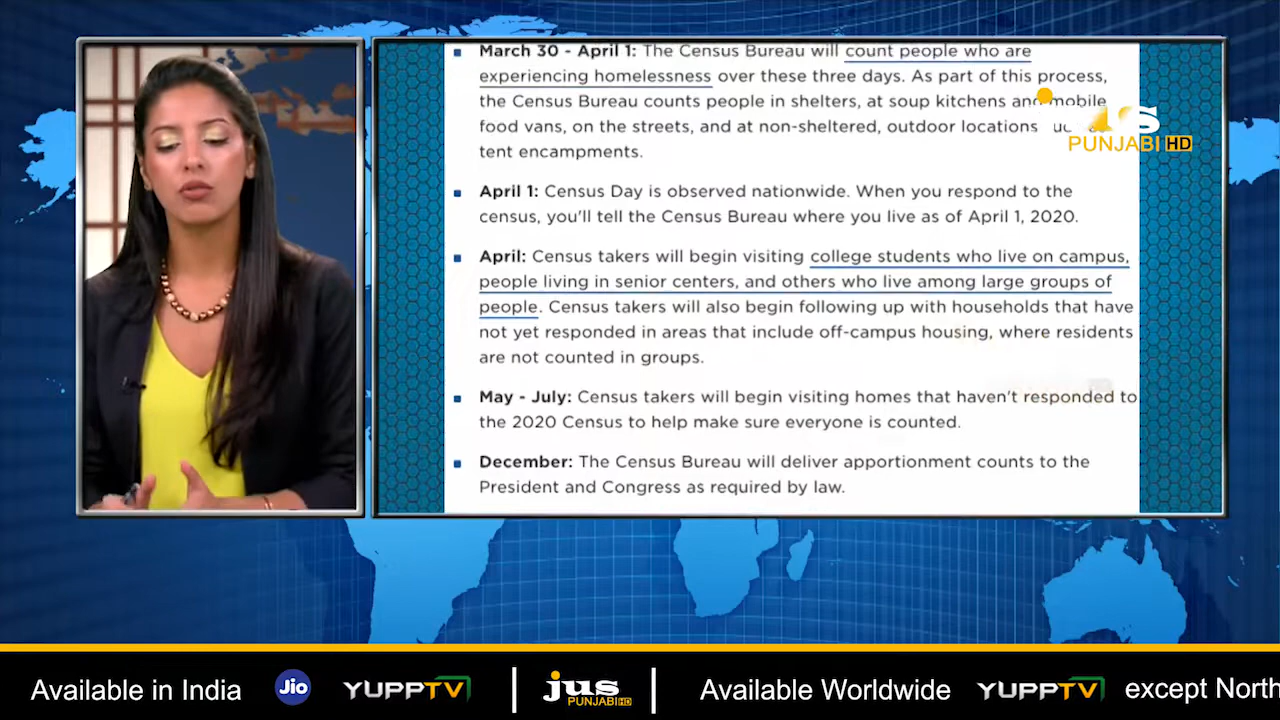 March 30 - April 1: The Census Bureau will count people who are
experiencing homelessness over these three days. As part of this process,
the Census Bureau counts people in shelters, at soup kitchens and mobile
food vans, on the streets, and at non-sheltered, outdoor locations
tent encampments.
PUNJABI HD
April 1: Census Day is observed nationwide. When you respond to the
census, you'll tell the Census Bureau where you live as of April 1, 2020.
April: Census takers will begin visiting college students who live on campus,
people living in senior centers, and others who live among large groups of
people. Census takers will also begin following up with households that have
not yet responded in areas that include off-campus housing, where residents
are not counted in groups.
May - July: Census takers will begin visiting homes that haven't responded to
the 2020 Census to help make sure everyone is counted.
December: The Census Bureau will deliver apportionment counts to the
President and Congress as required by law.
Available in India Jio YUPPTV jus PUNJABI HD Available Worldwide YUPPTV except North